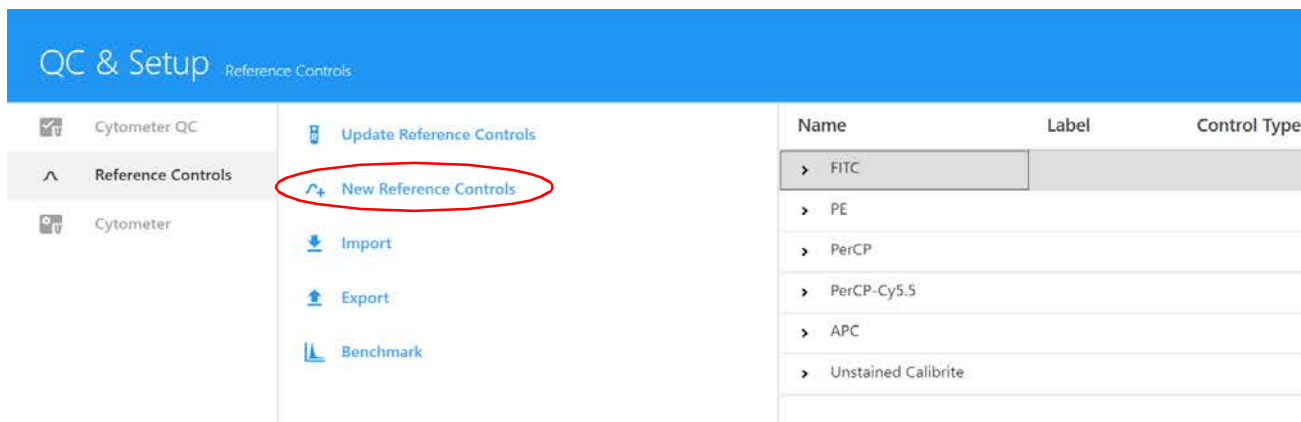 QC & Setup Reference Controls
Cytometer QC
Reference Controls
Cytometer
Update Reference Controls
New Reference Controls
Import
Export
Benchmark
Name Label Control Type
FITC
PE
PerCP
PerCP-Cy5.5
APC
Unstained Calibrite